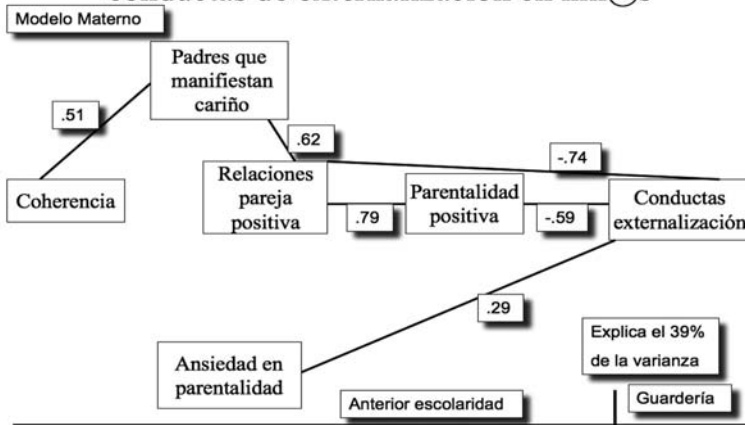 Modelo Materno
Padres que
manifiestan
cariño
.51
.62
-.74
Coherencia
Relaciones
pareja
positiva
.79
Parentalidad
positiva
-.59
Conductas
externalización
.29
Ansiedad en
parentalidad
Explica el 39%
de la varianza
Anterior escolaridad
Guardería